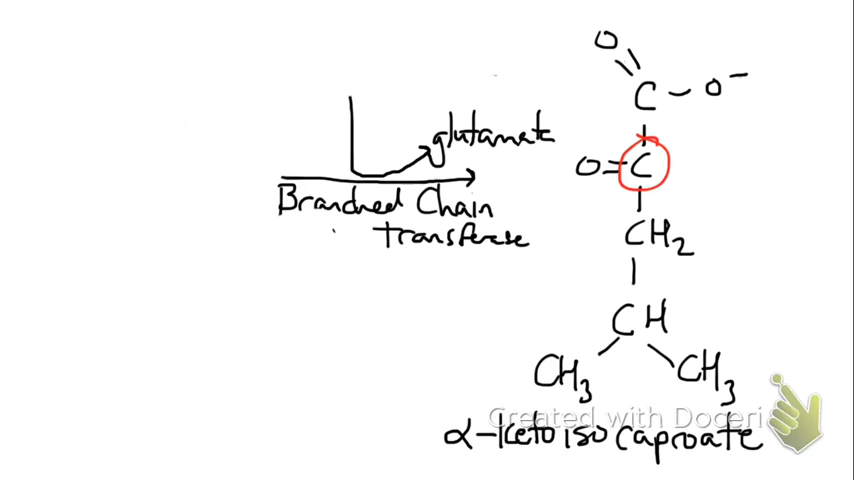 O
C - O⁻
glutamate
O=C
Branched Chain
transferase
CH2
CH
CH3 CH3
Created with Doceri
α-Ketoisocaproate